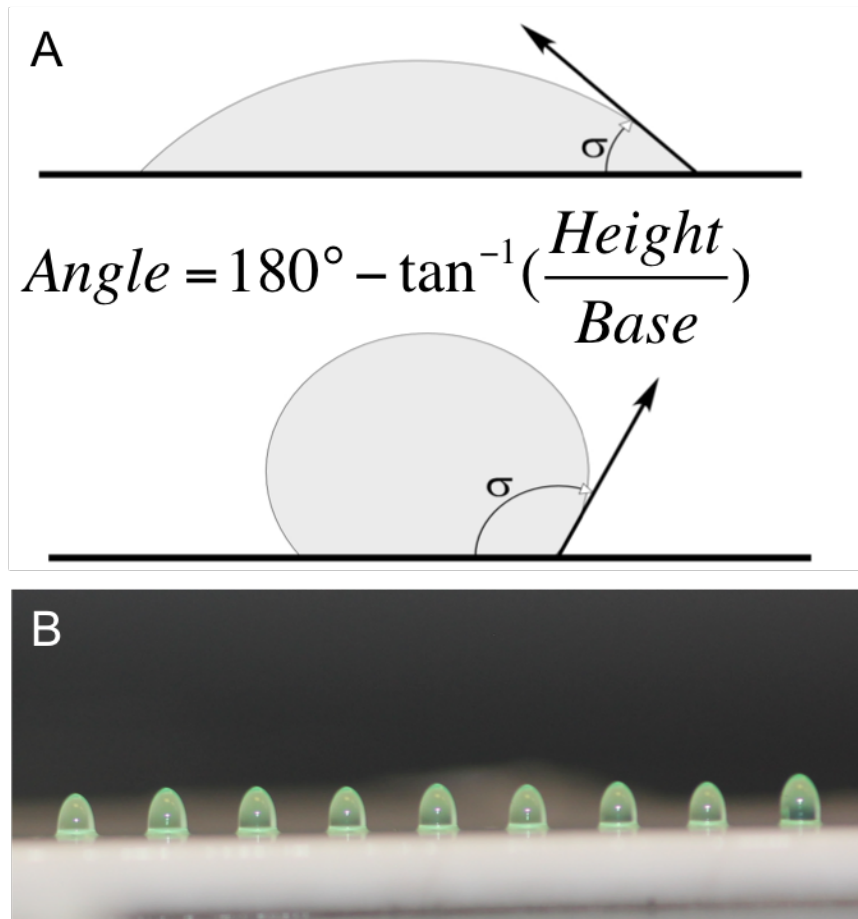 A
σ
Angle = 180° − tan⁻¹(Height/Base)
σ
B